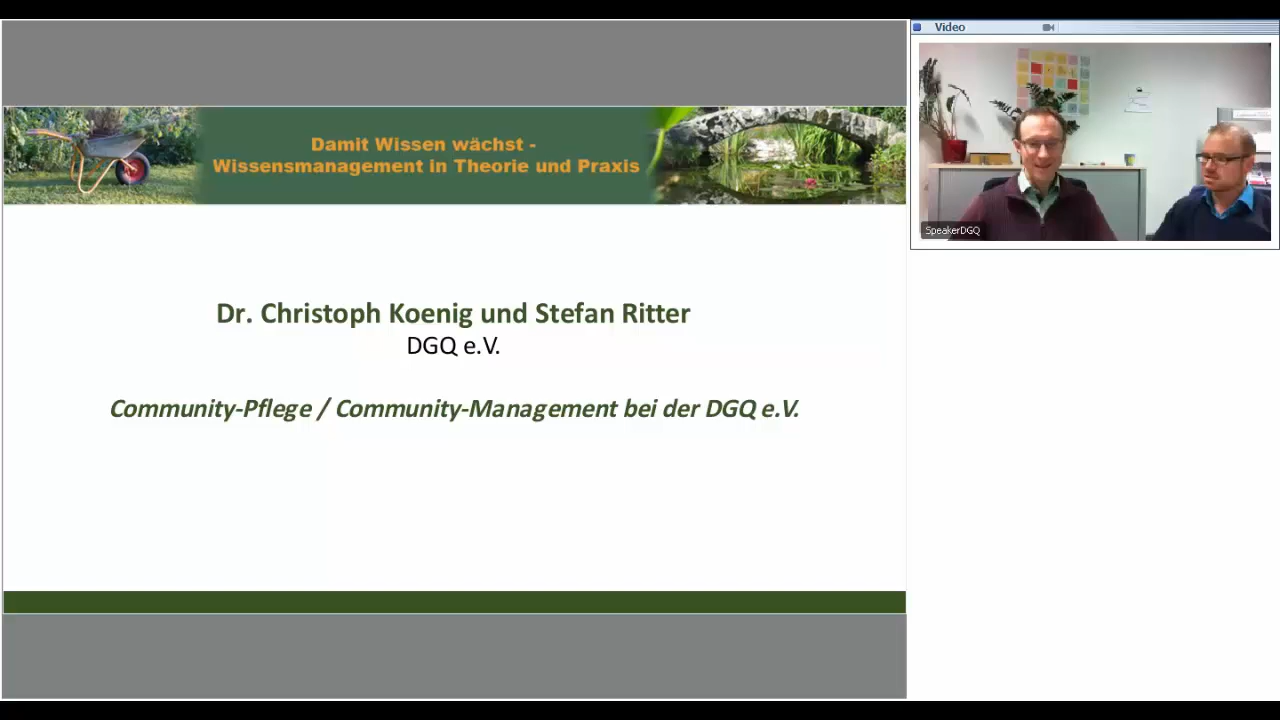 Video
Damit Wissen wächst -
Wissensmanagement in Theorie und Praxis
SpeakerDGQ
Dr. Christoph Koenig und Stefan Ritter
DGQ e.V.
Community-Pflege / Community-Management bei der DGQ e.V.